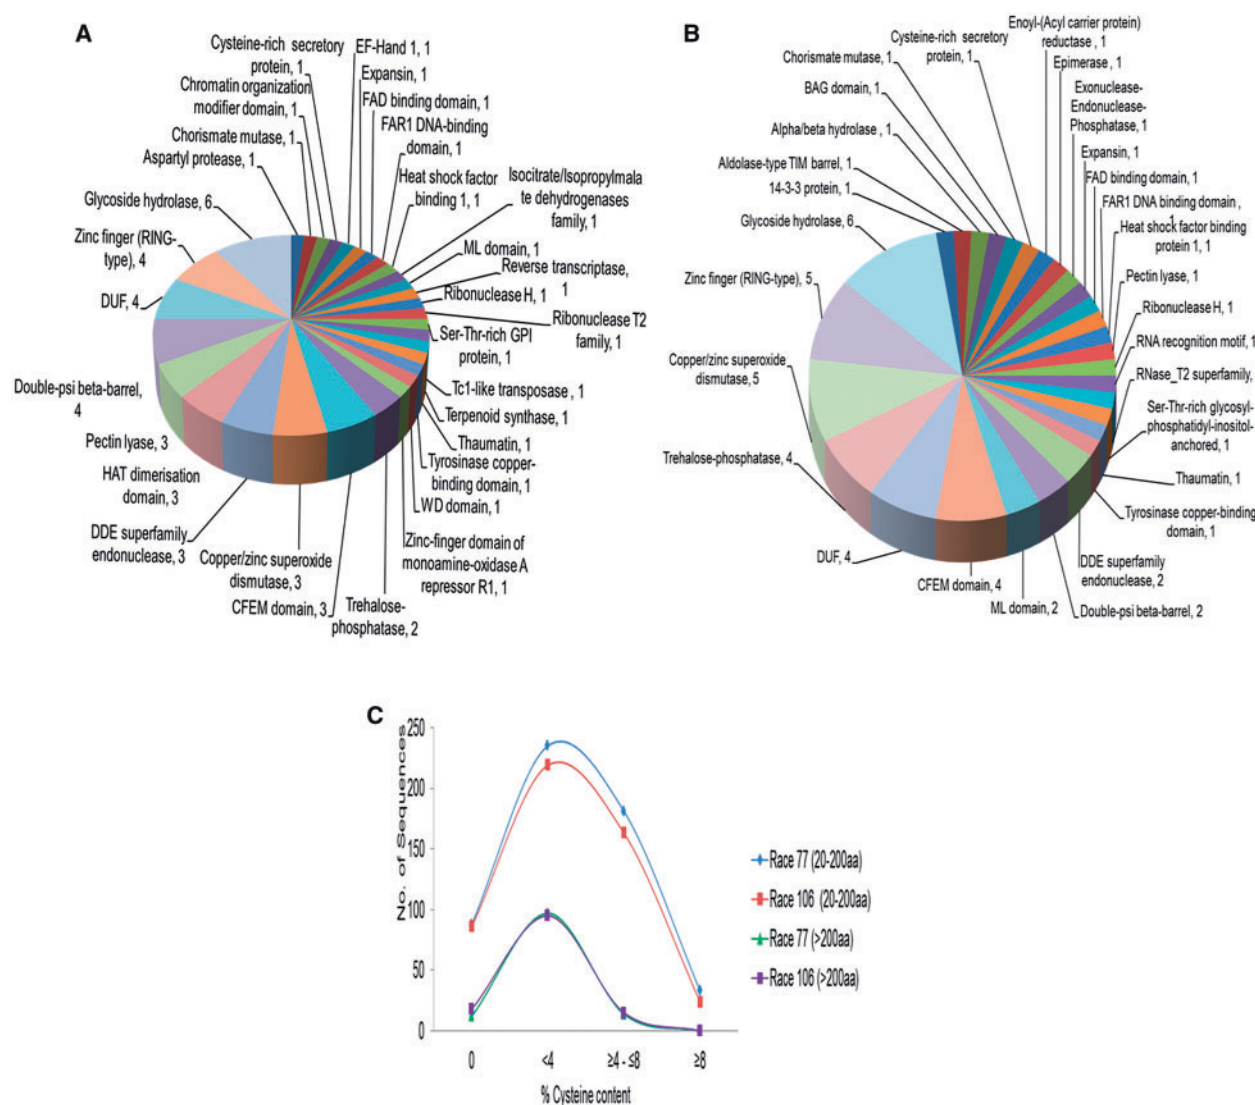 A
Cysteine-rich secretory
protein, 1
Chromatin organization
modifier domain, 1
Chorismate mutase, 1
Aspartyl protease, 1
Glycoside hydrolase, 6
Zinc finger (RING-
type), 4
DUF, 4
Double-psi beta-barrel,
4
Pectin lyase, 3
HAT dimerisation
domain, 3
DDE superfamily
endonuclease, 3
Copper/zinc superoxide
dismutase, 3
CFEM domain, 3
Trehalose-
phosphatase, 2
EF-Hand 1, 1
Expansin, 1
FAD binding domain, 1
FAR1 DNA-binding
domain, 1
Heat shock factor
binding 1, 1
Isocitrate/Isopropylmala
te dehydrogenases
family, 1
ML domain, 1
Reverse transcriptase,
1
Ribonuclease H, 1
Ribonuclease T2
family, 1
Ser-Thr-rich GPI
protein, 1
Tc1-like transposase , 1
Terpenoid synthase, 1
Thaumatin, 1
Tyrosinase copper-
binding domain, 1
WD domain, 1
Zinc-finger domain of
monoamine-oxidase A
repressor R1, 1
B
Enoyl-(Acyl carrier protein)
reductase , 1
Cysteine-rich secretory
protein, 1
Chorismate mutase, 1
BAG domain, 1
Alpha/beta hydrolase , 1
Aldolase-type TIM barrel, 1
14-3-3 protein, 1
Glycoside hydrolase, 6
Zinc finger (RING-type), 5
Copper/zinc superoxide
dismutase, 5
Trehalose-phosphatase, 4
DUF, 4
CFEM domain, 4
ML domain, 2
Double-psi beta-barrel, 2
DDE superfamily
endonuclease, 2
Epimerase , 1
Exonuclease-
Endonuclease-
Phosphatase, 1
Expansin, 1
FAD binding domain, 1
FAR1 DNA binding domain , 1
Heat shock factor binding
protein 1, 1
Pectin lyase, 1
Ribonuclease H, 1
RNA recognition motif, 1
RNase_T2 superfamily,
Ser-Thr-rich glycosyl-
phosphatidyl-inositol-
anchored, 1
Thaumatin, 1
Tyrosinase copper-binding
domain, 1
C
No. of Sequences
250
200
150
100
50
0
0
<4
≥4 - ≤8
≥8
% Cysteine content
Race 77 (20-200aa)
Race 106 (20-200aa)
Race 77 (>200aa)
Race 106 (>200aa)